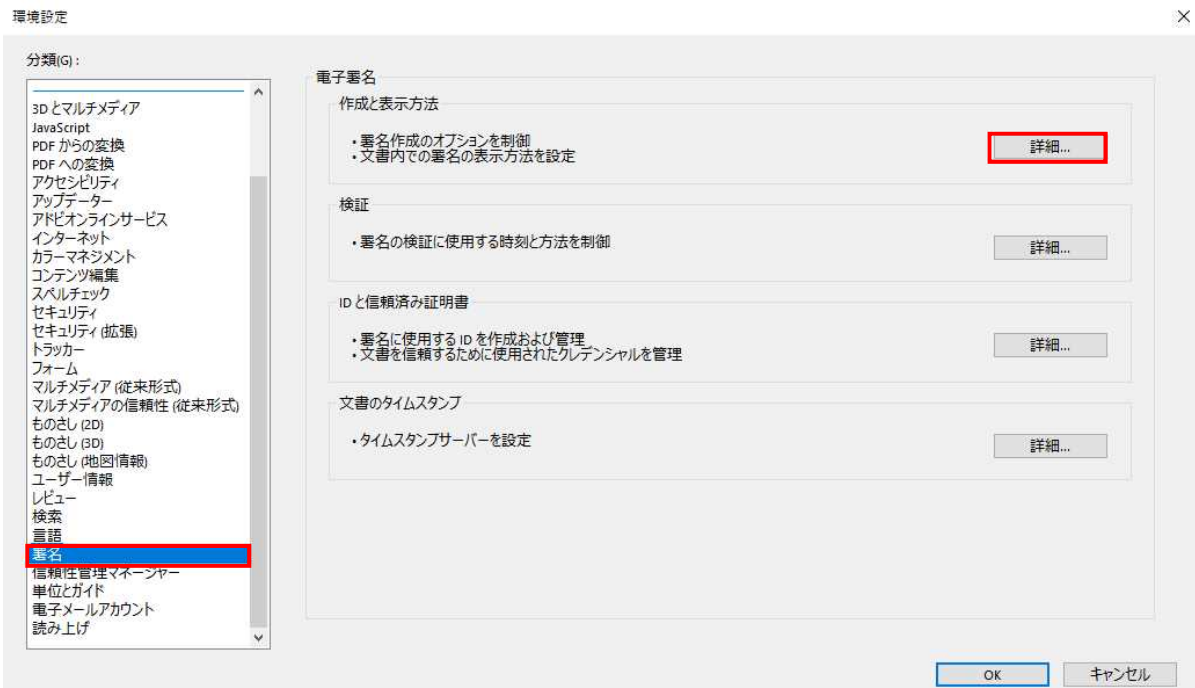 環境設定
分類(G):
3Dとマルチメディア
JavaScript
PDF からの変換
PDF への変換
アクセシビリティ
アップデーター
アドビオンラインサービス
インターネット
カラーマネジメント
コンテンツ編集
スペルチェック
セキュリティ
セキュリティ (拡張)
トラッカー
フォーム
マルチメディア (従来形式)
マルチメディアの信頼性 (従来形式)
ものさし (2D)
ものさし (3D)
ものさし (地図情報)
ユーザー情報
レビュー
検索
言語
署名
信頼性管理マネージャー
単位とガイド
電子メールアカウント
読み上げ
電子署名
作成と表示方法
・署名作成のオプションを制御
・文書内での署名の表示方法を設定
詳細...
検証
・署名の検証に使用する時刻と方法を制御
詳細...
ID と信頼済み証明書
・署名に使用する ID を作成および管理
・文書を信頼するために使用されたクレデンシャルを管理
詳細...
文書のタイムスタンプ
・タイムスタンプサーバーを設定
詳細...
OK
キャンセル